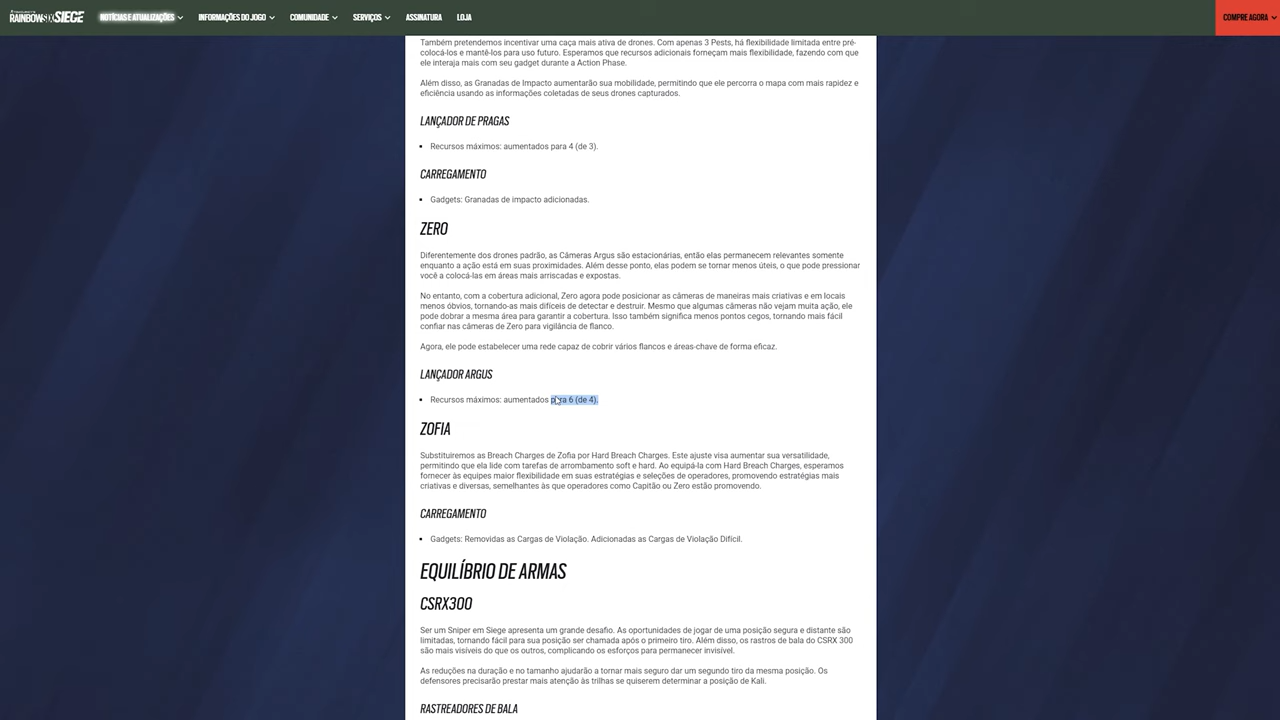 RAINBOWSIXSIEGE
NOTÍCIAS E ATUALIZAÇÕES
INFORMAÇÕES DO JOGO
COMUNIDADE
SERVIÇOS
ASSINATURA
LOJA
COMPRE AGORA
Também pretendemos incentivar uma caça mais ativa de drones. Com apenas 3 Pests, há flexibilidade limitada entre pré-
colocá-los e mantê-los para uso futuro. Esperamos que recursos adicionais forneçam mais flexibilidade, fazendo com que
ele interaja mais com seu gadget durante a Action Phase.
Além disso, as Granadas de Impacto aumentarão sua mobilidade, permitindo que ele percorra o mapa com mais rapidez e
eficiência usando as informações coletadas de seus drones capturados.
LANÇADOR DE PRAGAS
Recursos máximos: aumentados para 4 (de 3).
CARREGAMENTO
Gadgets: Granadas de impacto adicionadas.
ZERO
Diferentemente dos drones padrão, as Câmeras Argus são estacionárias, então elas permanecem relevantes somente
enquanto a ação está em suas proximidades. Além desse ponto, elas podem se tornar menos úteis, o que pode pressionar
você a colocá-las em áreas mais arriscadas e expostas.
No entanto, com a cobertura adicional, Zero agora pode posicionar as câmeras de maneiras mais criativas e em locais
menos óbvios, tornando-as mais difíceis de detectar e destruir. Mesmo que algumas câmeras não vejam muita ação, ele
pode dobrar a mesma área para garantir a cobertura. Isso também significa menos pontos cegos, tornando mais fácil
confiar nas câmeras de Zero para vigilância de flanco.
Agora, ele pode estabelecer uma rede capaz de cobrir vários flancos e áreas-chave de forma eficaz.
LANÇADOR ARGUS
Recursos máximos: aumentados para 6 (de 4).
ZOFIA
Substituiremos as Breach Charges de Zofia por Hard Breach Charges. Este ajuste visa aumentar sua versatilidade,
permitindo que ela lide com tarefas de arrombamento soft e hard. Ao equipá-la com Hard Breach Charges, esperamos
fornecer às equipes maior flexibilidade em suas estratégias e seleções de operadores, promovendo estratégias mais
criativas e diversas, semelhantes às que operadores como Capitão ou Zero estão promovendo.
CARREGAMENTO
Gadgets: Removidas as Cargas de Violação. Adicionadas as Cargas de Violação Difícil.
EQUILÍBRIO DE ARMAS
CSRX300
Ser um Sniper em Siege apresenta um grande desafio. As oportunidades de jogar de uma posição segura e distante são
limitadas, tornando fácil para sua posição ser chamada após o primeiro tiro. Além disso, os rastros de bala do CSRX 300
são mais visíveis do que os outros, complicando os esforços para permanecer invisível.
As reduções na duração e no tamanho ajudarão a tornar mais seguro dar um segundo tiro da mesma posição. Os
defensores precisarão prestar mais atenção às trilhas se quiserem determinar a posição de Kali.
RASTREADORES DE BALA